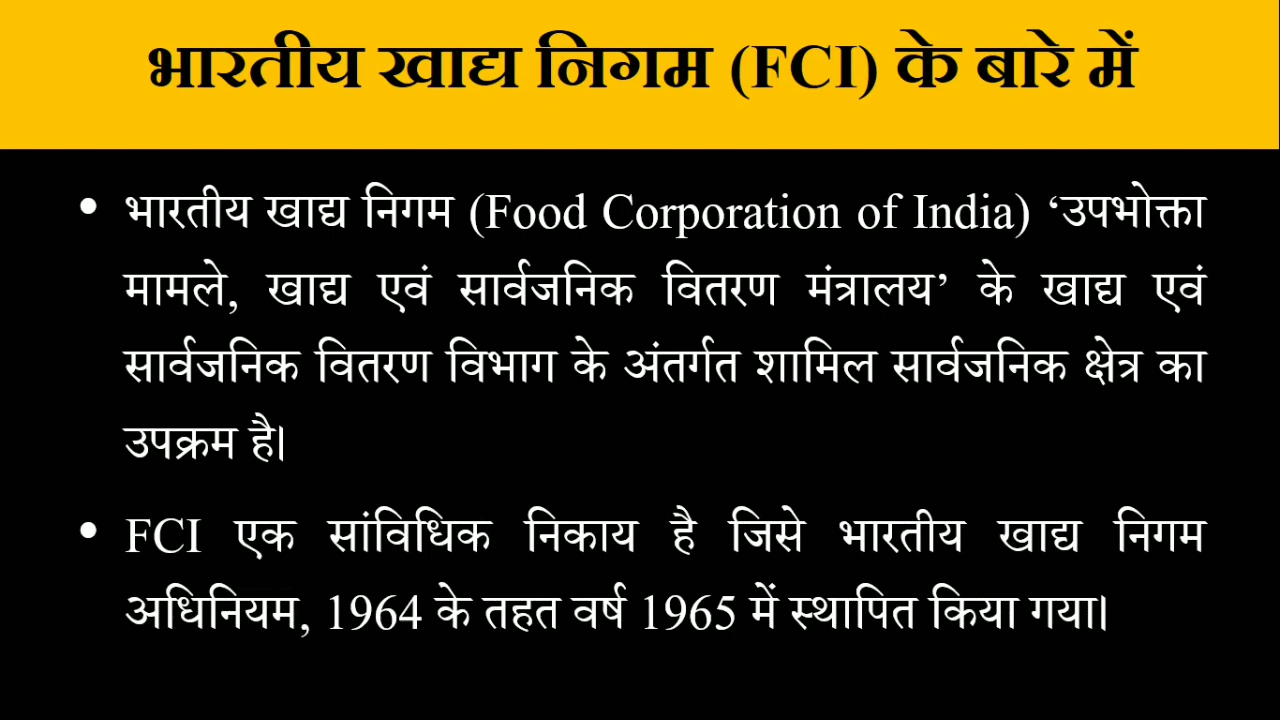 भारतीय खाद्य निगम (FCI) के बारे में
• भारतीय खाद्य निगम (Food Corporation of India) ‘उपभोक्ता
मामले, खाद्य एवं सार्वजनिक वितरण मंत्रालय’ के खाद्य एवं
सार्वजनिक वितरण विभाग के अंतर्गत शामिल सार्वजनिक क्षेत्र का
उपक्रम है।
• FCI एक सांविधिक निकाय है जिसे भारतीय खाद्य निगम
अधिनियम, 1964 के तहत वर्ष 1965 में स्थापित किया गया।